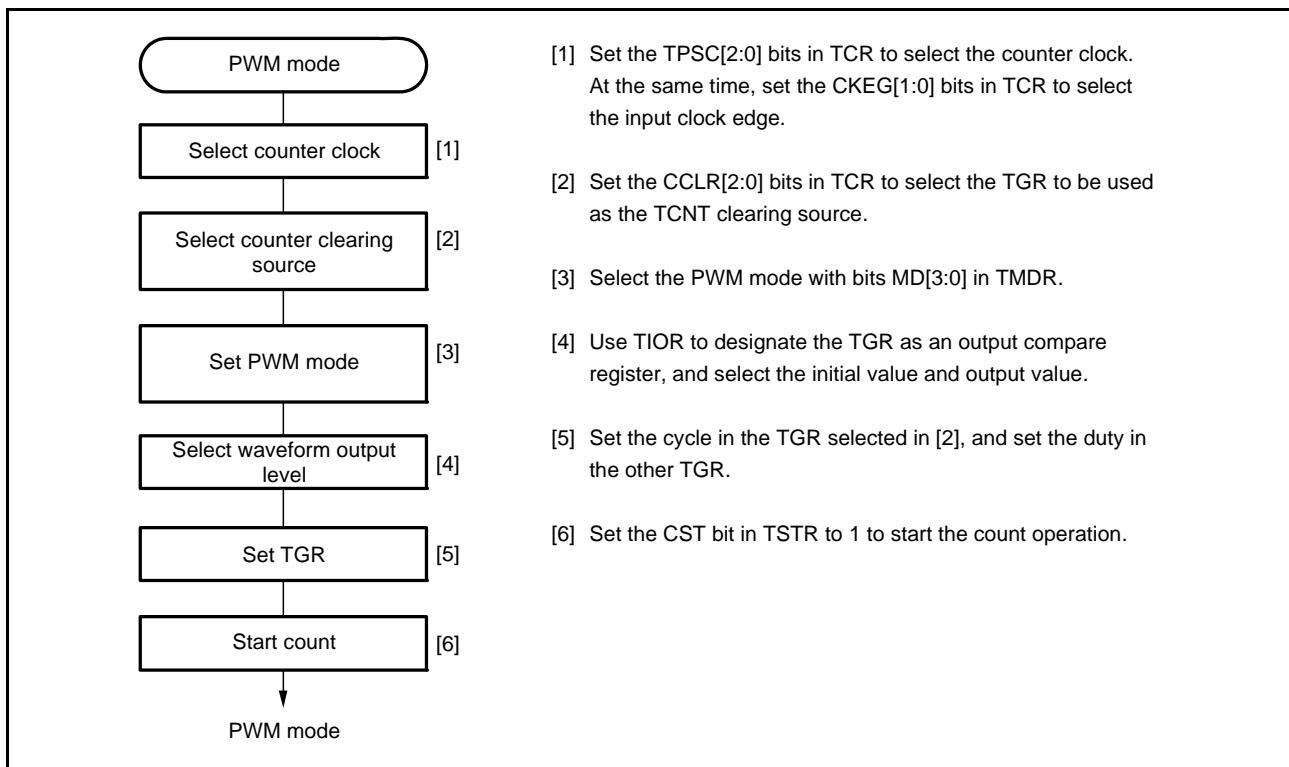 PWM mode
Select counter clock
[1]
Select counter clearing
source
[2]
Set PWM mode
[3]
Select waveform output
level
[4]
Set TGR
[5]
Start count
[6]
PWM mode
[1] Set the TPSC[2:0] bits in TCR to select the counter clock.
At the same time, set the CKEG[1:0] bits in TCR to select
the input clock edge.
[2] Set the CCLR[2:0] bits in TCR to select the TGR to be used
as the TCNT clearing source.
[3] Select the PWM mode with bits MD[3:0] in TMDR.
[4] Use TIOR to designate the TGR as an output compare
register, and select the initial value and output value.
[5] Set the cycle in the TGR selected in [2], and set the duty in
the other TGR.
[6] Set the CST bit in TSTR to 1 to start the count operation.